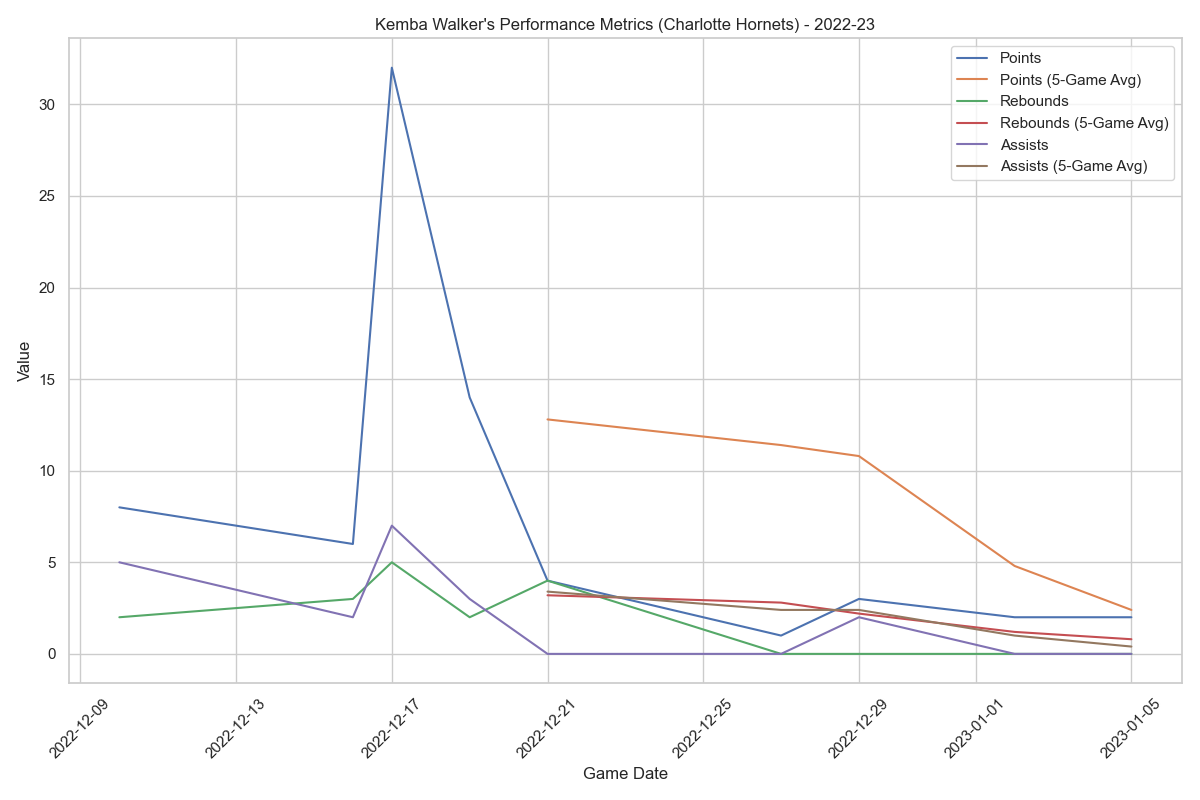 Kemba Walker's Performance Metrics (Charlotte Hornets) - 2022-23
Points
Points (5-Game Avg)
Rebounds
Rebounds (5-Game Avg)
Assists
Assists (5-Game Avg)
Value
30
25
20
15
10
5
0
2022-12-09
2022-12-13
2022-12-17
2022-12-21
2022-12-25
2022-12-29
2023-01-01
2023-01-05
Game Date